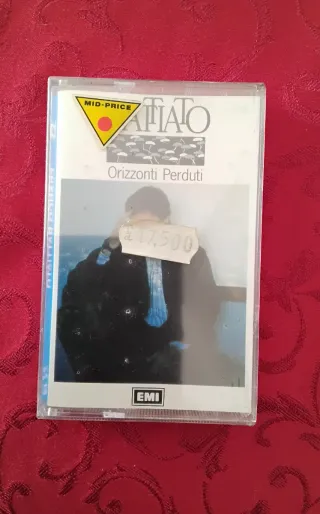 MID-PRICE
ATTIATO
Orizzonti Perduti
£17,500
EMI